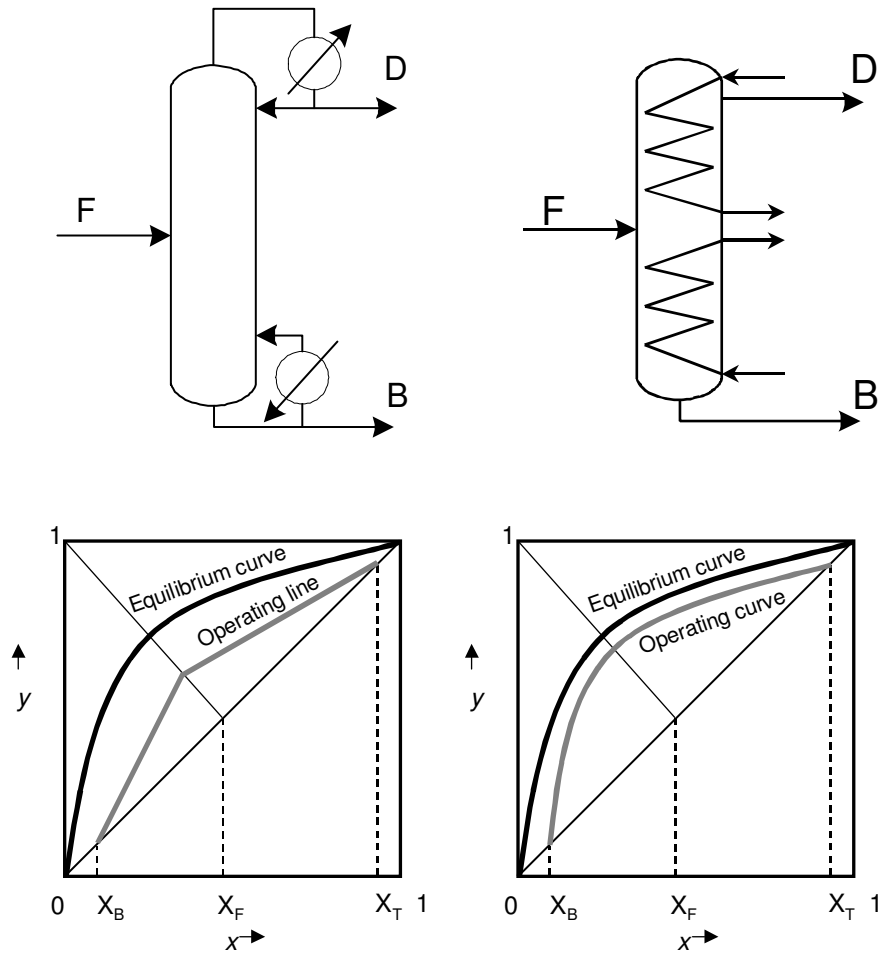 D
F
B
D
F
B
1
Equilibrium curve
Operating line
y
0
X_B
X_F
X_T
1
x
1
Equilibrium curve
Operating curve
y
0
X_B
X_F
X_T
1
x